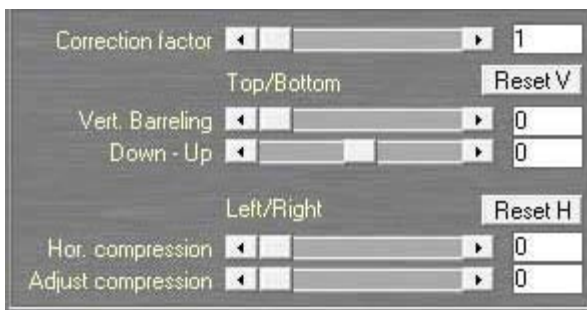 Correction factor 1
Top/Bottom Reset V
Vert. Barreling 0
Down - Up 0
Left/Right Reset H
Hor. compression 0
Adjust compression 0